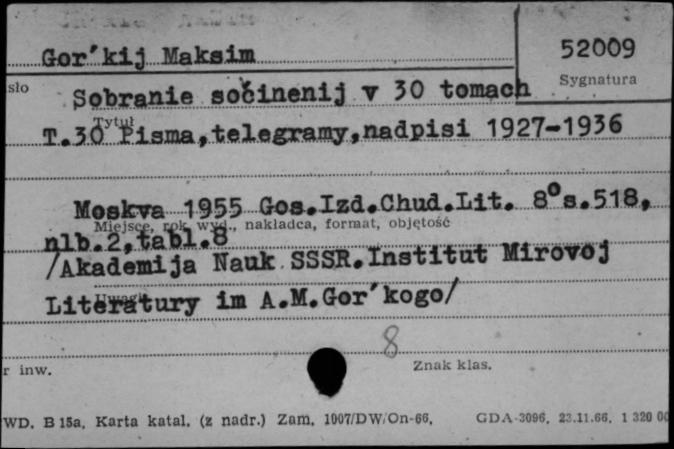 Gor'kij Maksim
52009
sło
Sygnatura
Sobranie sočinenij v 30 tomach
Tytuł
T.30 Pisma,telegramy,nadpisi 1927-1936
Moskva 1955 Gos.Izd.Chud.Lit. 8° s.518,
Miejsce, rok wyd., nakładca, format, objętość
nlb.2,tabl.8
/Akademija Nauk SSSR.Institut Mirovoj
Uwagi
Literatury im A.M.Gor'kogo/
8
r inw.
Znak klas.
WD. B 15a. Karta katal. (z nadr.) Zam. 1007/DW/On-66. GDA-3096. 23.11.66. 1 320 00